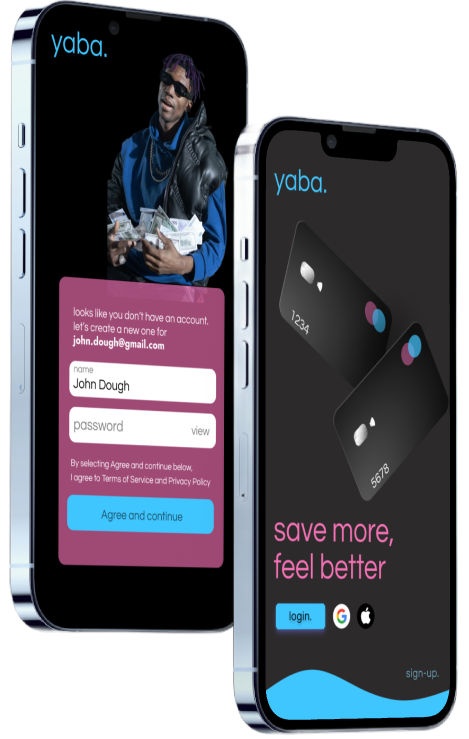 yaba.
looks like you don't have an account.
let's create a new one for
john.dough@gmail.com
name
John Dough
password view
By selecting Agree and continue below,
I agree to Terms of Service and Privacy Policy
Agree and continue
yaba.
1234
5678
save more,
feel better
login. G
sign-up.